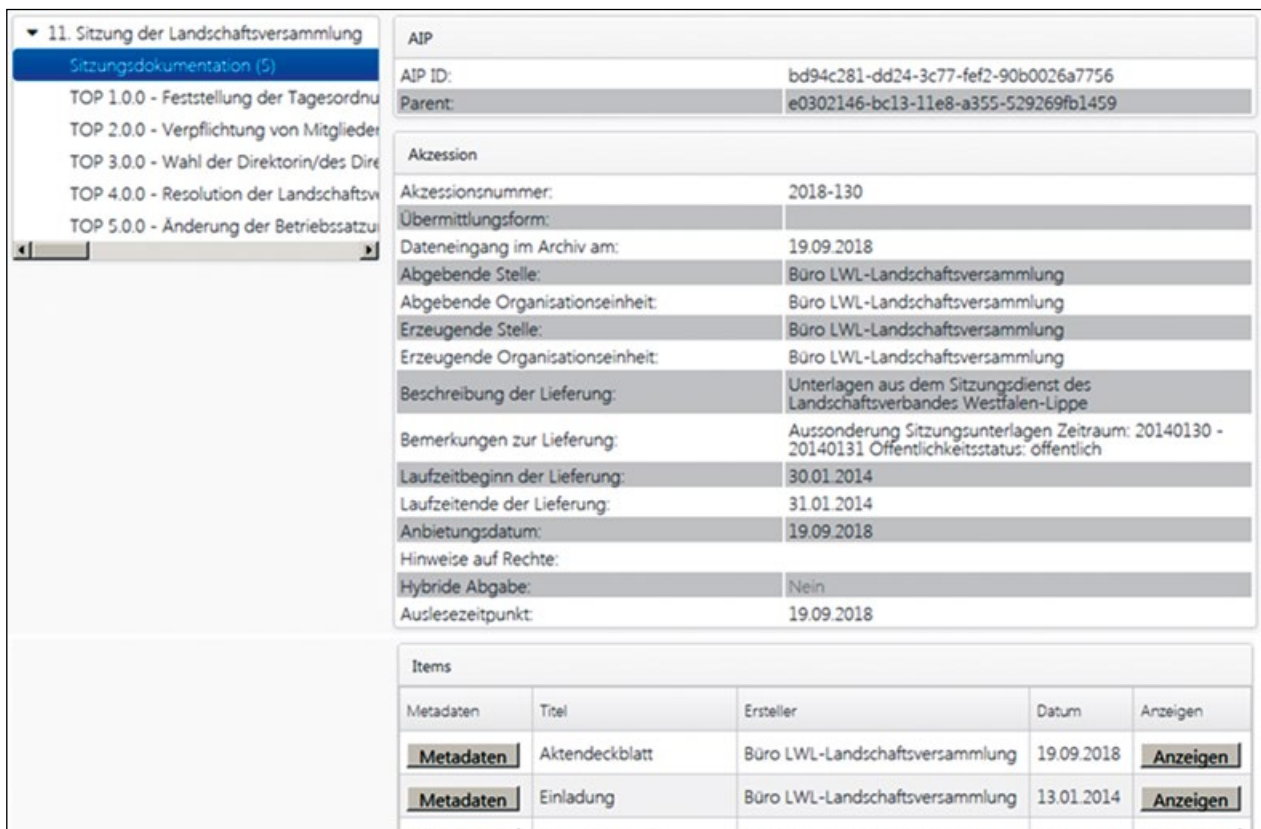 11. Sitzung der Landschaftsversammlung
Sitzungsdokumentation (5)
TOP 1.0.0 - Feststellung der Tagesordnu
TOP 2.0.0 - Verpflichtung von Mitglieder
TOP 3.0.0 - Wahl der Direktorin/des Dire
TOP 4.0.0 - Resolution der Landschaftsv
TOP 5.0.0 - Änderung der Betriebssatzu
AIP
AIP ID: bd94c281-dd24-3c77-fef2-90b0026a7756
Parent: e0302146-bc13-11e8-a355-529269fb1459
Akzession
Akzessionsnummer: 2018-130
Übermittlungsform:
Dateneingang im Archiv am: 19.09.2018
Abgebende Stelle: Büro LWL-Landschaftsversammlung
Abgebende Organisationseinheit: Büro LWL-Landschaftsversammlung
Erzeugende Stelle: Büro LWL-Landschaftsversammlung
Erzeugende Organisationseinheit: Büro LWL-Landschaftsversammlung
Beschreibung der Lieferung: Unterlagen aus dem Sitzungsdienst des
Landschaftsverbandes Westfalen-Lippe
Bemerkungen zur Lieferung: Aussonderung Sitzungsunterlagen Zeitraum: 20140130 -
20140131 Öffentlichkeitsstatus: öffentlich
Laufzeitbeginn der Lieferung: 30.01.2014
Laufzeitende der Lieferung: 31.01.2014
Anbietungsdatum: 19.09.2018
Hinweise auf Rechte:
Hybride Abgabe: Nein
Auslesezeitpunkt: 19.09.2018
Items
Metadaten Titel Ersteller Datum Anzeigen
Metadaten Aktendeckblatt Büro LWL-Landschaftsversammlung 19.09.2018 Anzeigen
Metadaten Einladung Büro LWL-Landschaftsversammlung 13.01.2014 Anzeigen